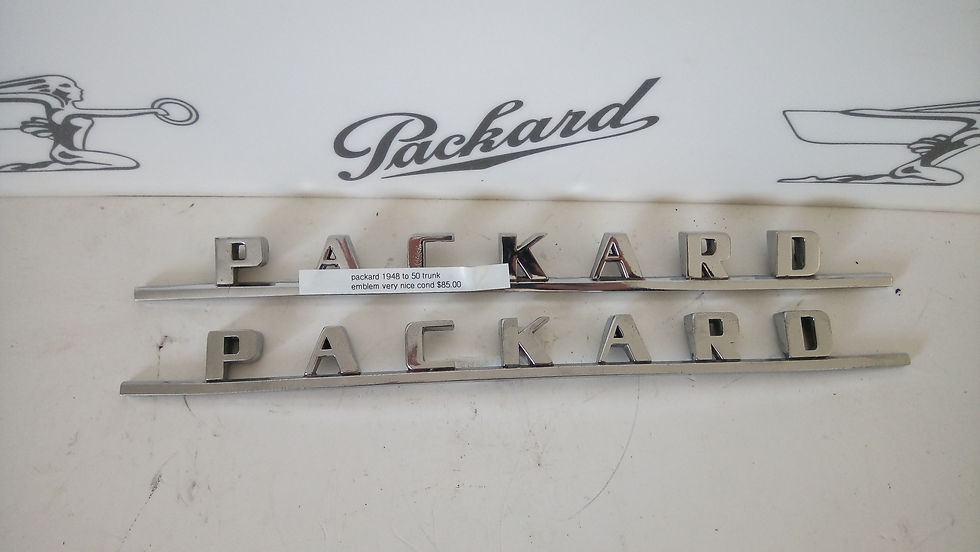 Packard
PACKARD
packard 1948 to 50 trunk
emblem very nice cond $85.00
PACKARD